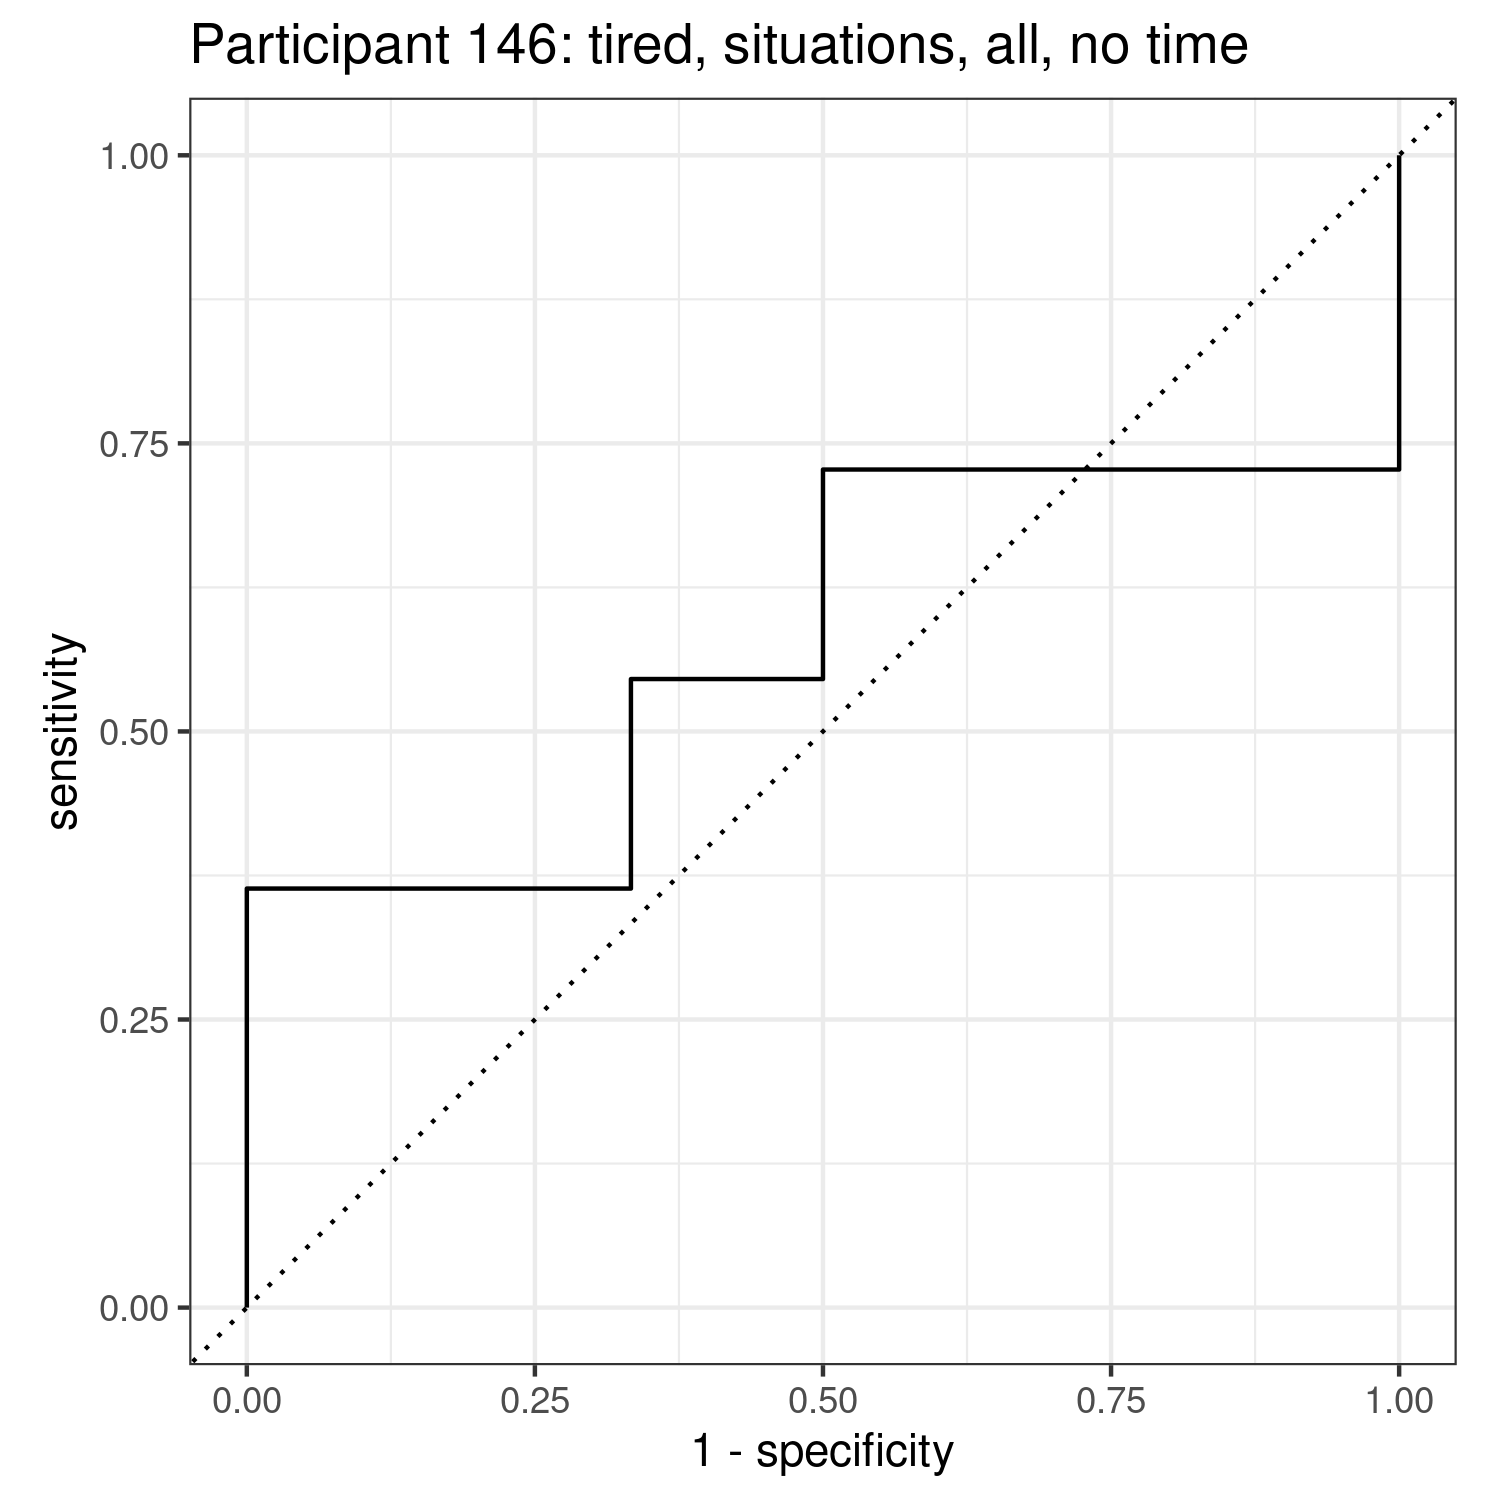 Participant 146: tired, situations, all, no time
1.00
0.75
0.50
0.25
0.00
sensitivity
0.00 0.25 0.50 0.75 1.00
1 - specificity